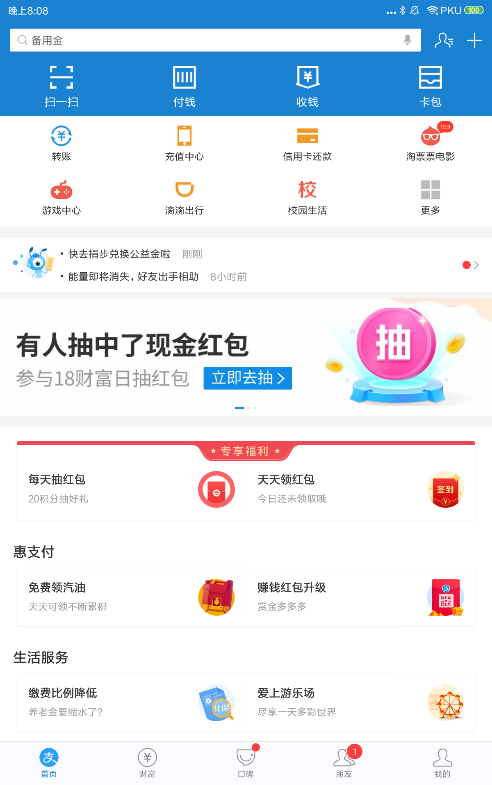 晚上8:08
PKU 100
备用金
扫一扫 付钱 收钱 卡包
19.9
转账 充值中心 信用卡还款 淘票票电影
校
游戏中心 滴滴出行 校园生活 更多
· 快去捐步兑换公益金啦 刚刚
· 能量即将消失，好友出手相助 8小时前
有人抽中了现金红包
参与18财富日抽红包 立即去抽 >
抽
专享福利
每天抽红包 天天领红包
20积分抽好礼 今日还未领取哦
签到
惠支付
免费领汽油 赚钱红包升级
天天可领不断累积 赏金多多多
生活服务
缴费比例降低 爱上游乐场
养老金要缩水了? 尽享一天多彩世界
社保
1
首页 财富 口碑 朋友 我的